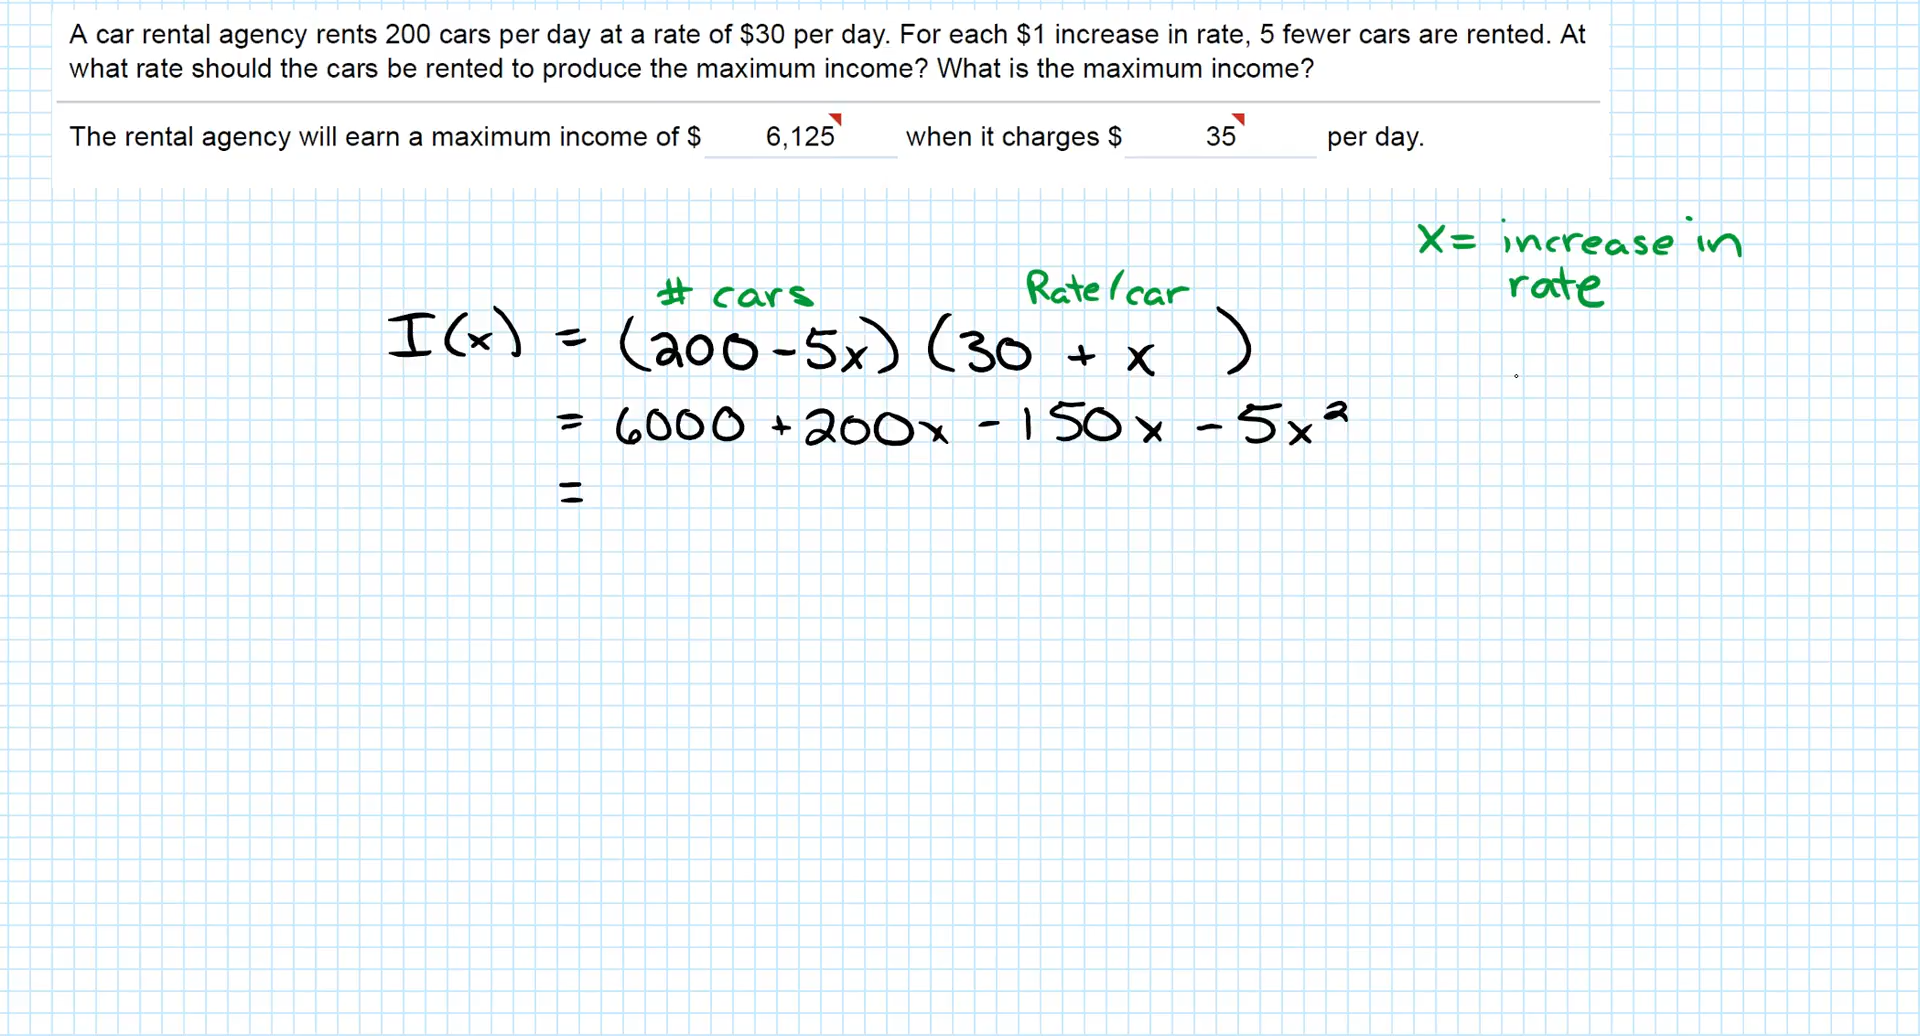 A car rental agency rents 200 cars per day at a rate of $30 per day. For each $1 increase in rate, 5 fewer cars are rented. At
what rate should the cars be rented to produce the maximum income? What is the maximum income?
The rental agency will earn a maximum income of $ 6,125 when it charges $ 35 per day.
x = increase in
rate
# cars Rate/car
I(x) = (200-5x) (30 + x )
= 6000 + 200x - 150x - 5x²
=